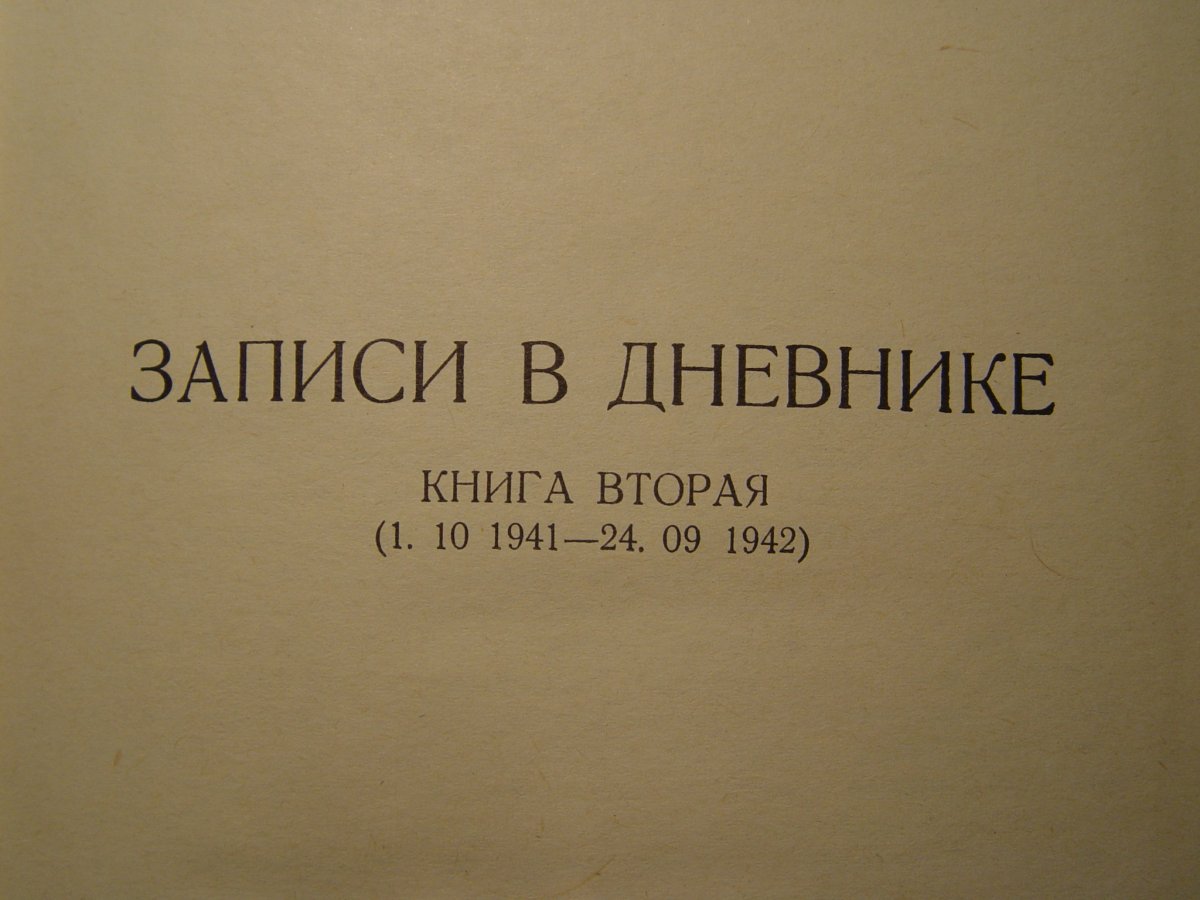 ЗАПИСИ В ДНЕВНИКЕ
КНИГА ВТОРАЯ
(1. 10 1941—24. 09 1942)